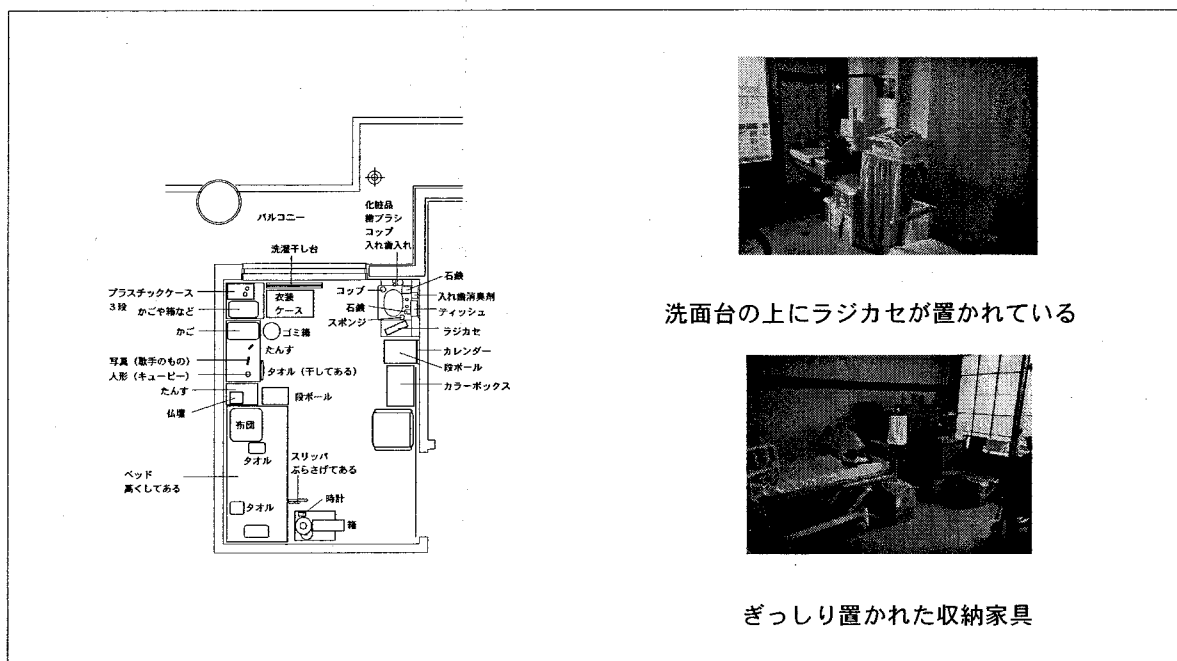 バルコニー
化粧品
歯ブラシ
コップ
入れ歯入れ
洗濯干し台
石鹸
プラスチックケース
3段
かごや箱など
衣装
ケース
コップ
石鹸
スポンジ
入れ歯消臭剤
ティッシュ
ラジカセ
かご
ゴミ箱
たんす
写真（歌手のもの）
人形（キューピー）
タオル（干してある）
カレンダー
段ボール
カラーボックス
たんす
仏壇
段ボール
布団
タオル
スリッパ
ぶらさげてある
ベッド
高くしてある
タオル
時計
箱
洗面台の上にラジカセが置かれている
ぎっしり置かれた収納家具